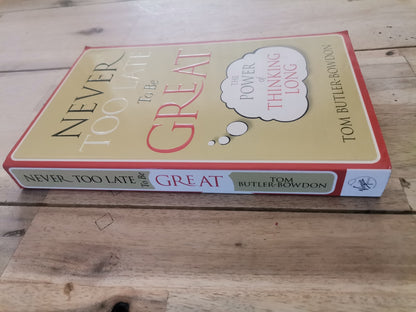 NEVER
TOO LATE
To Be
GREAT
THE
POWER
of
THINKING
LONG
TOM BUTLER-BOWDON
NEVER TOO LATE To Be GREAT
TOM
BUTLER-BOWDON